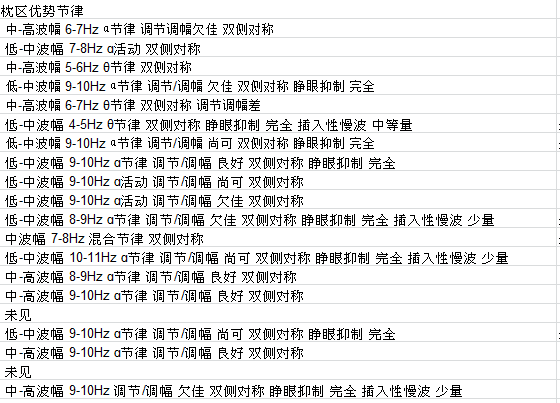 枕区优势节律
中-高波幅 6-7Hz α节律 调节调幅欠佳 双侧对称
低-中波幅 7-8Hz α活动 双侧对称
中-高波幅 5-6Hz θ节律 双侧对称
低-中波幅 9-10Hz α节律 调节/调幅 欠佳 双侧对称 睁眼抑制 完全
中-高波幅 6-7Hz θ节律 双侧对称 调节调幅差
低-中波幅 4-5Hz θ节律 双侧对称 睁眼抑制 完全 插入性慢波 中等量
低-中波幅 9-10Hz α节律 调节/调幅 尚可 双侧对称 睁眼抑制 完全
低-中波幅 9-10Hz α节律 调节/调幅 良好 双侧对称 睁眼抑制 完全
低-中波幅 9-10Hz α活动 调节/调幅 尚可 双侧对称
低-中波幅 9-10Hz α活动 调节/调幅 欠佳 双侧对称
低-中波幅 8-9Hz α节律 调节/调幅 欠佳 双侧对称 睁眼抑制 完全 插入性慢波 少量
中波幅 7-8Hz 混合节律 双侧对称
低-中波幅 10-11Hz α节律 调节/调幅 尚可 双侧对称 睁眼抑制 完全 插入性慢波 少量
中-高波幅 8-9Hz α节律 调节/调幅 良好 双侧对称
中-高波幅 9-10Hz α节律 调节/调幅 良好 双侧对称
未见
低-中波幅 9-10Hz α节律 调节/调幅 尚可 双侧对称 睁眼抑制 完全
中-高波幅 9-10Hz α节律 调节/调幅 良好 双侧对称
未见
中-高波幅 9-10Hz 调节/调幅 欠佳 双侧对称 睁眼抑制 完全 插入性慢波 少量